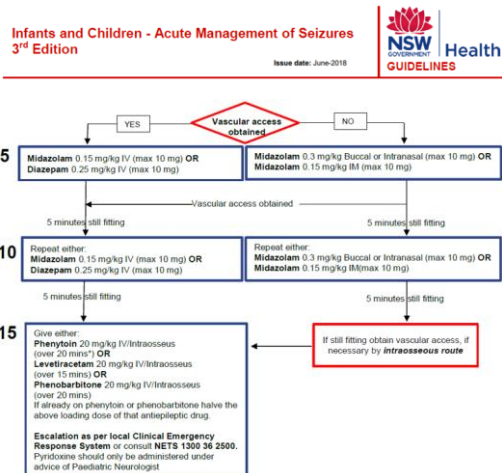 Infants and Children - Acute Management of Seizures
3rd Edition
Issue date: June-2018
NSW
GOVERNMENT
Health
GUIDELINES
Vascular access
obtained
YES
NO
5
Midazolam 0.15 mg/kg IV (max 10 mg) OR
Diazepam 0.25 mg/kg IV (max 10 mg)
Midazolam 0.3 mg/kg Buccal or Intranasal (max 10 mg) OR
Midazolam 0.15 mg/kg IM (max 10 mg)
Vascular access obtained
5 minutes still fitting
5 minutes still fitting
10
Repeat either:
Midazolam 0.15 mg/kg IV (max 10 mg) OR
Diazepam 0.25 mg/kg IV (max 10 mg)
Repeat either:
Midazolam 0.3 mg/kg Buccal or Intranasal (max 10 mg) OR
Midazolam 0.15 mg/kg IM(max 10 mg)
5 minutes still fitting
5 minutes still fitting
15
Give either:
Phenytoin 20 mg/kg IV/Intraosseus
(over 20 mins*) OR
Levetiracetam 20 mg/kg IV/Intraosseus
(over 15 mins) OR
Phenobarbitone 20 mg/kg IV/Intraosseus
(over 20 mins)
If already on phenytoin or phenobarbitone halve the
above loading dose of that antiepileptic drug.
Escalation as per local Clinical Emergency
Response System or consult NETS 1300 36 2500.
Pyridoxine should only be administered under
advice of Paediatric Neurologist
If still fitting obtain vascular access, if
necessary by intraosseous route